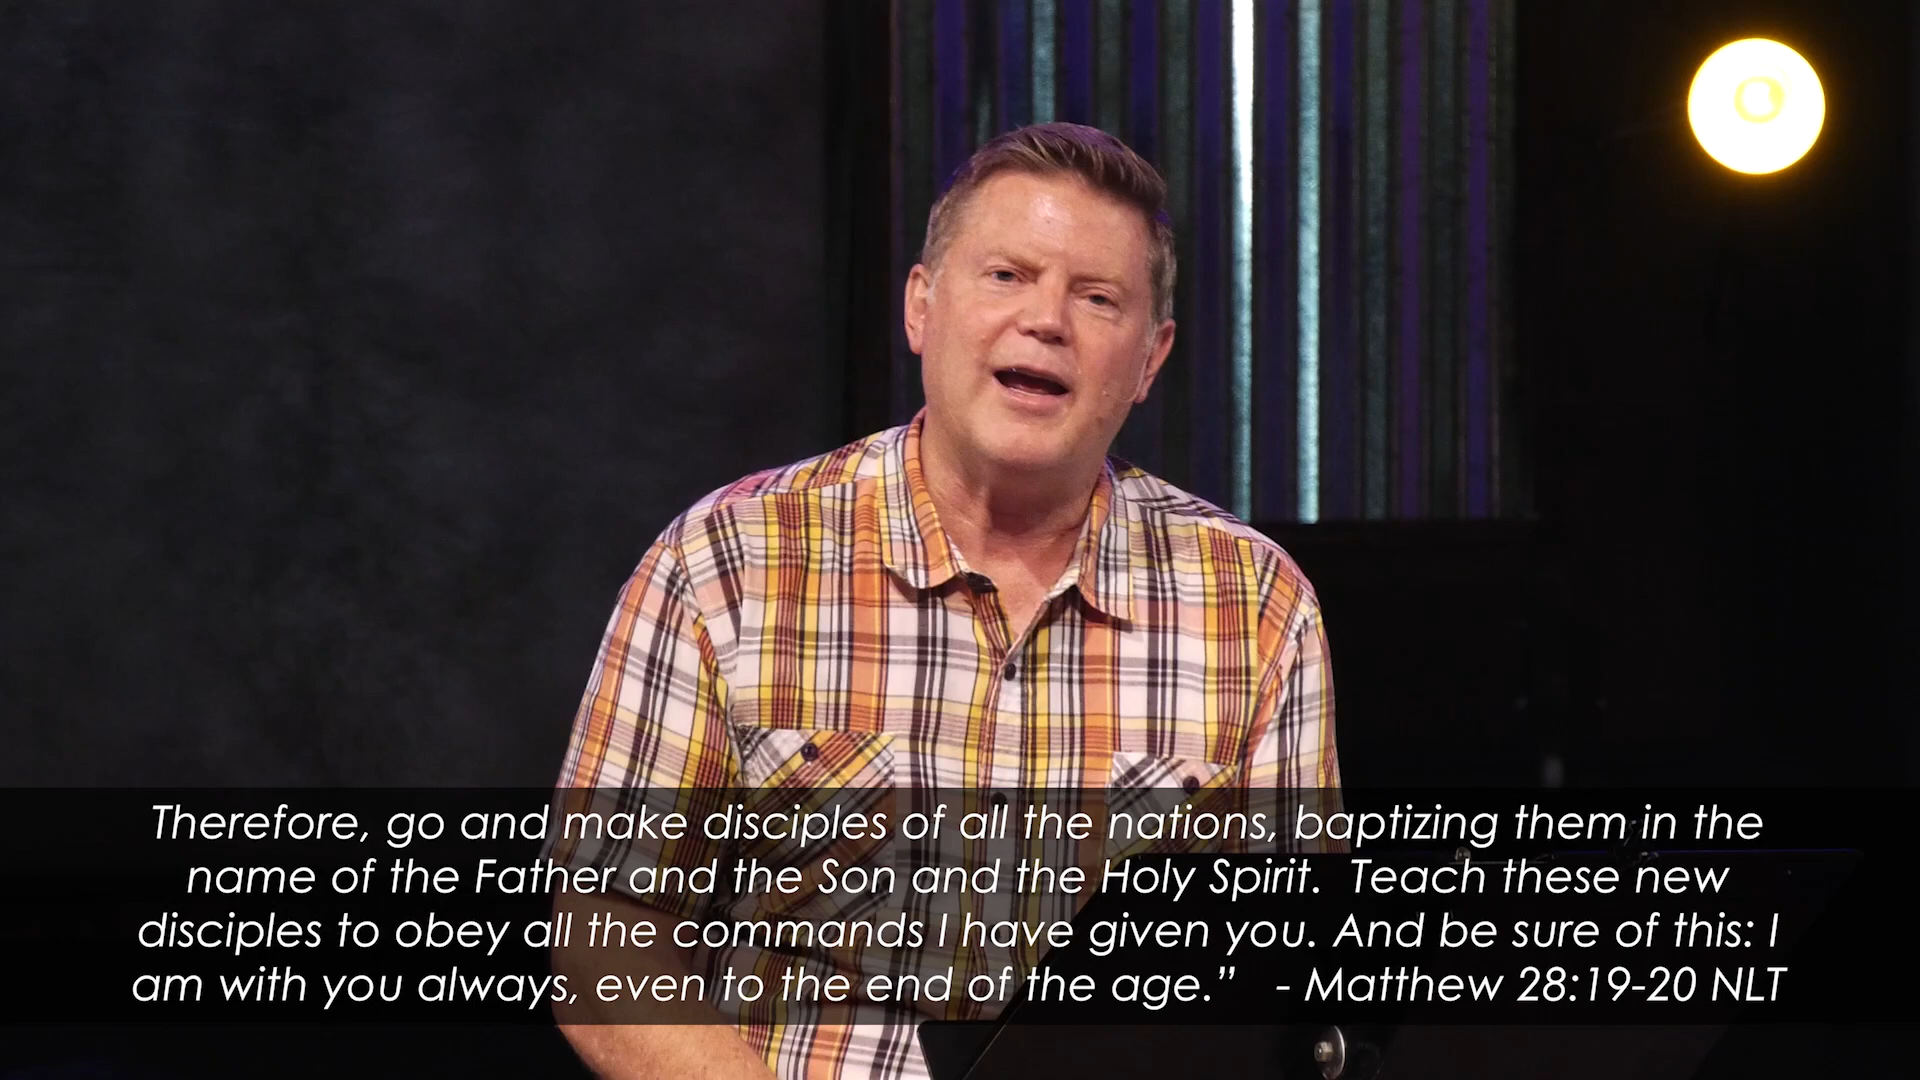 Therefore, go and make disciples of all the nations, baptizing them in the
name of the Father and the Son and the Holy Spirit.  Teach these new
disciples to obey all the commands I have given you. And be sure of this: I
am with you always, even to the end of the age.”   - Matthew 28:19-20 NLT